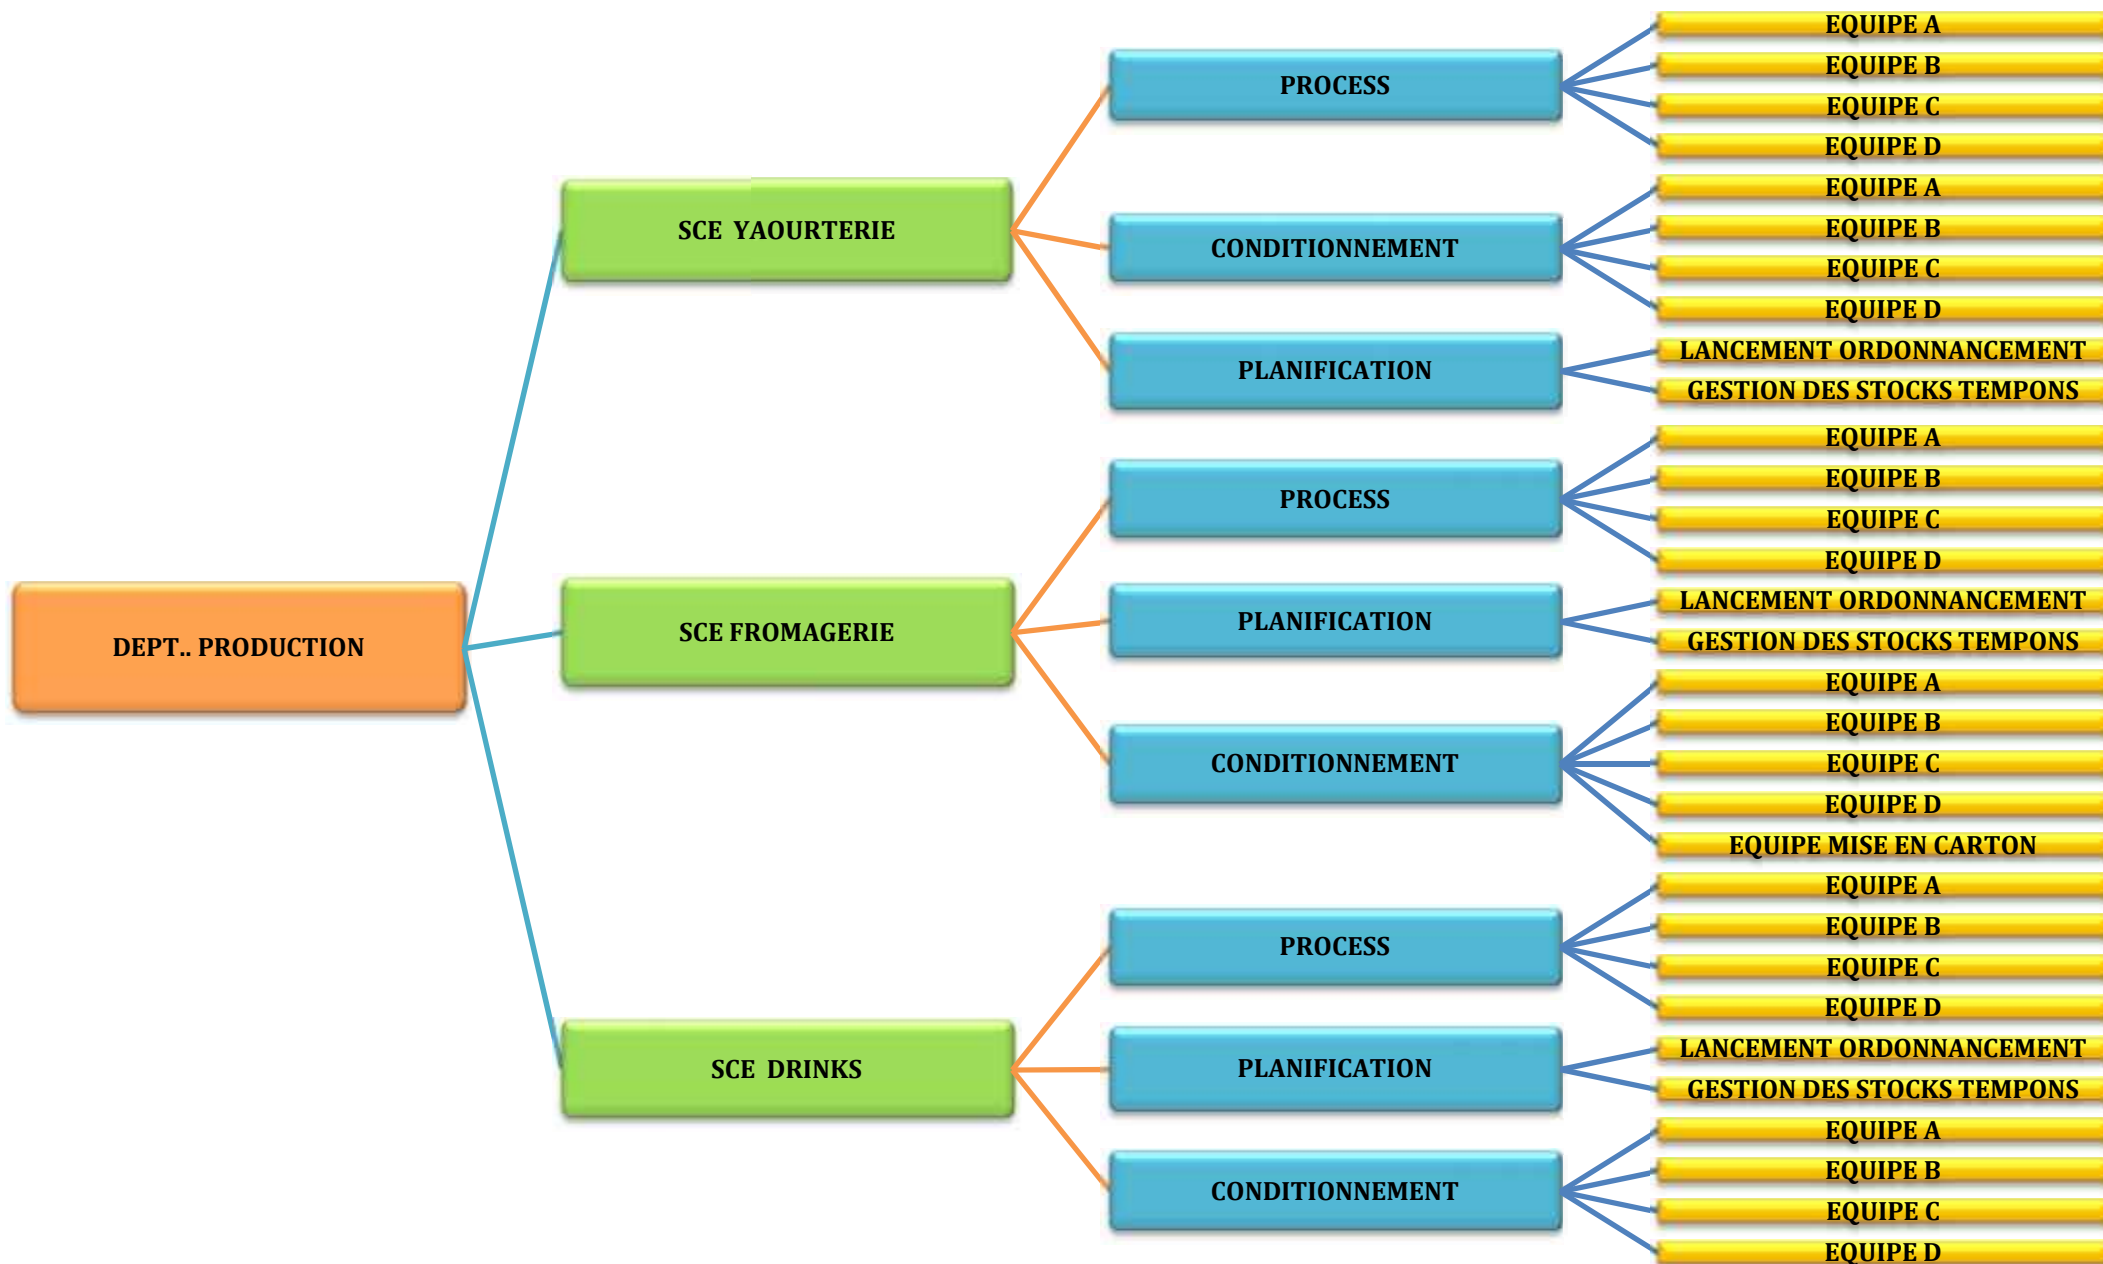 DEPT.. PRODUCTION
SCE YAOURTERIE
PROCESS
EQUIPE A
EQUIPE B
EQUIPE C
EQUIPE D
CONDITIONNEMENT
EQUIPE A
EQUIPE B
EQUIPE C
EQUIPE D
PLANIFICATION
LANCEMENT ORDONNANCEMENT
GESTION DES STOCKS TEMPONS
SCE FROMAGERIE
PROCESS
EQUIPE A
EQUIPE B
EQUIPE C
EQUIPE D
PLANIFICATION
LANCEMENT ORDONNANCEMENT
GESTION DES STOCKS TEMPONS
CONDITIONNEMENT
EQUIPE A
EQUIPE B
EQUIPE C
EQUIPE D
EQUIPE MISE EN CARTON
SCE DRINKS
PROCESS
EQUIPE A
EQUIPE B
EQUIPE C
EQUIPE D
PLANIFICATION
LANCEMENT ORDONNANCEMENT
GESTION DES STOCKS TEMPONS
CONDITIONNEMENT
EQUIPE A
EQUIPE B
EQUIPE C
EQUIPE D